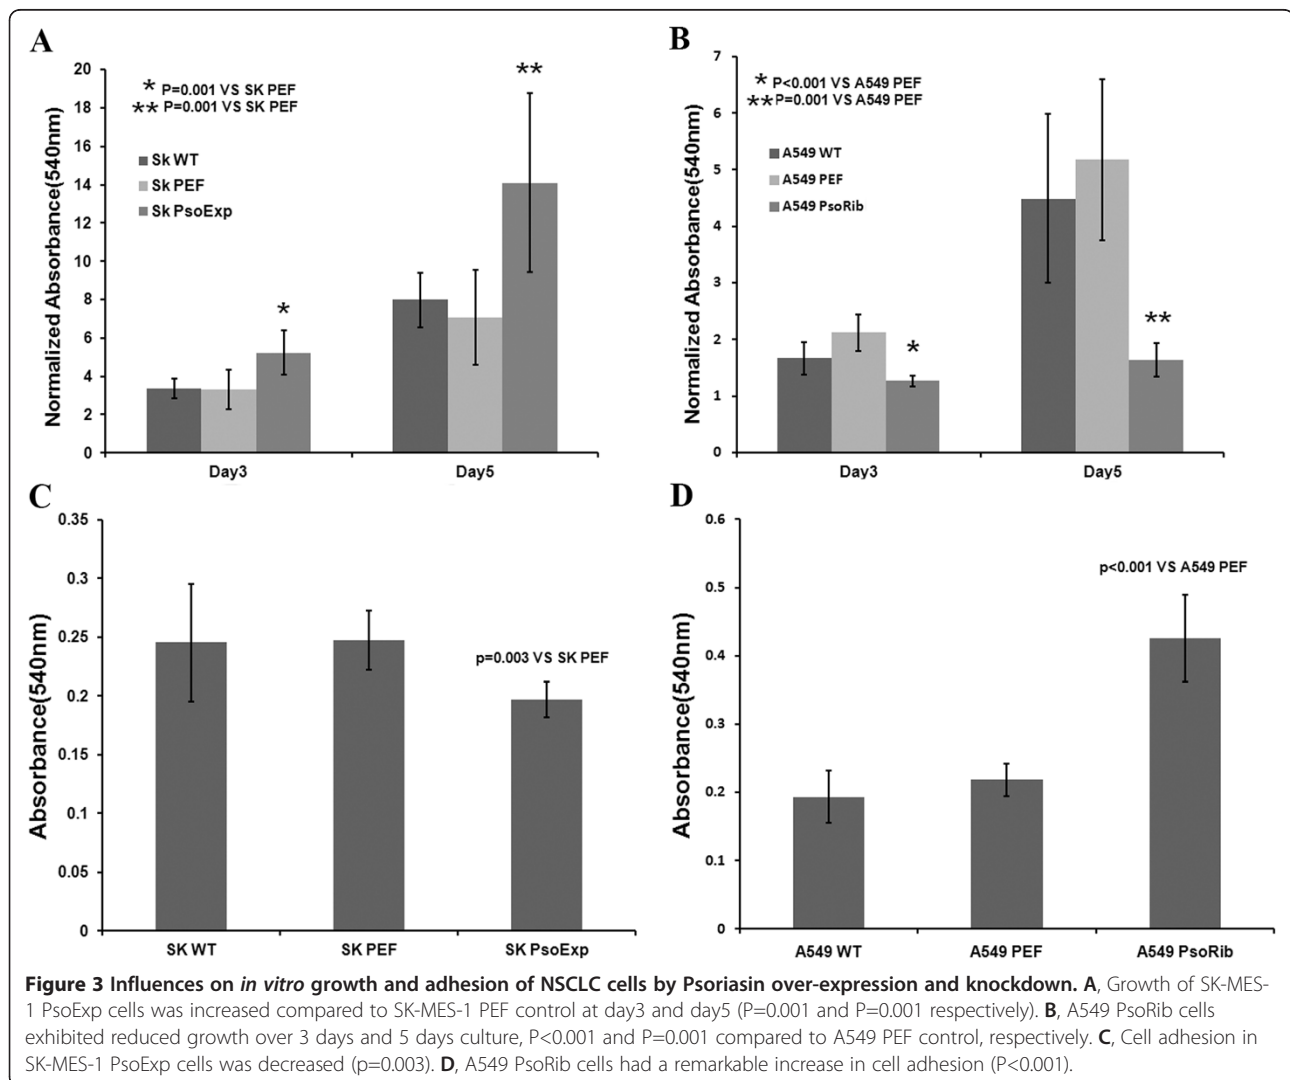 A
Normalized Absorbance(540nm)
20
18
16
14
12
10
8
6
4
2
0
* P=0.001 VS SK PEF
** P=0.001 VS SK PEF
Sk WT
Sk PEF
Sk PsoExp
*
**
Day3
Day5
B
Normalized Absorbance(540nm)
7
6
5
4
3
2
1
0
* P<0.001 VS A549 PEF
** P=0.001 VS A549 PEF
A549 WT
A549 PEF
A549 PsoRib
*
**
Day3
Day5
C
Absorbance(540nm)
0.35
0.3
0.25
0.2
0.15
0.1
0.05
0
p=0.003 VS SK PEF
SK WT
SK PEF
SK PsoExp
D
Absorbance(540nm)
0.6
0.5
0.4
0.3
0.2
0.1
0
p<0.001 VS A549 PEF
A549 WT
A549 PEF
A549 PsoRib
Figure 3 Influences on in vitro growth and adhesion of NSCLC cells by Psoriasin over-expression and knockdown. A, Growth of SK-MES-
1 PsoExp cells was increased compared to SK-MES-1 PEF control at day3 and day5 (P=0.001 and P=0.001 respectively). B, A549 PsoRib cells
exhibited reduced growth over 3 days and 5 days culture, P<0.001 and P=0.001 compared to A549 PEF control, respectively. C, Cell adhesion in
SK-MES-1 PsoExp cells was decreased (p=0.003). D, A549 PsoRib cells had a remarkable increase in cell adhesion (P<0.001).